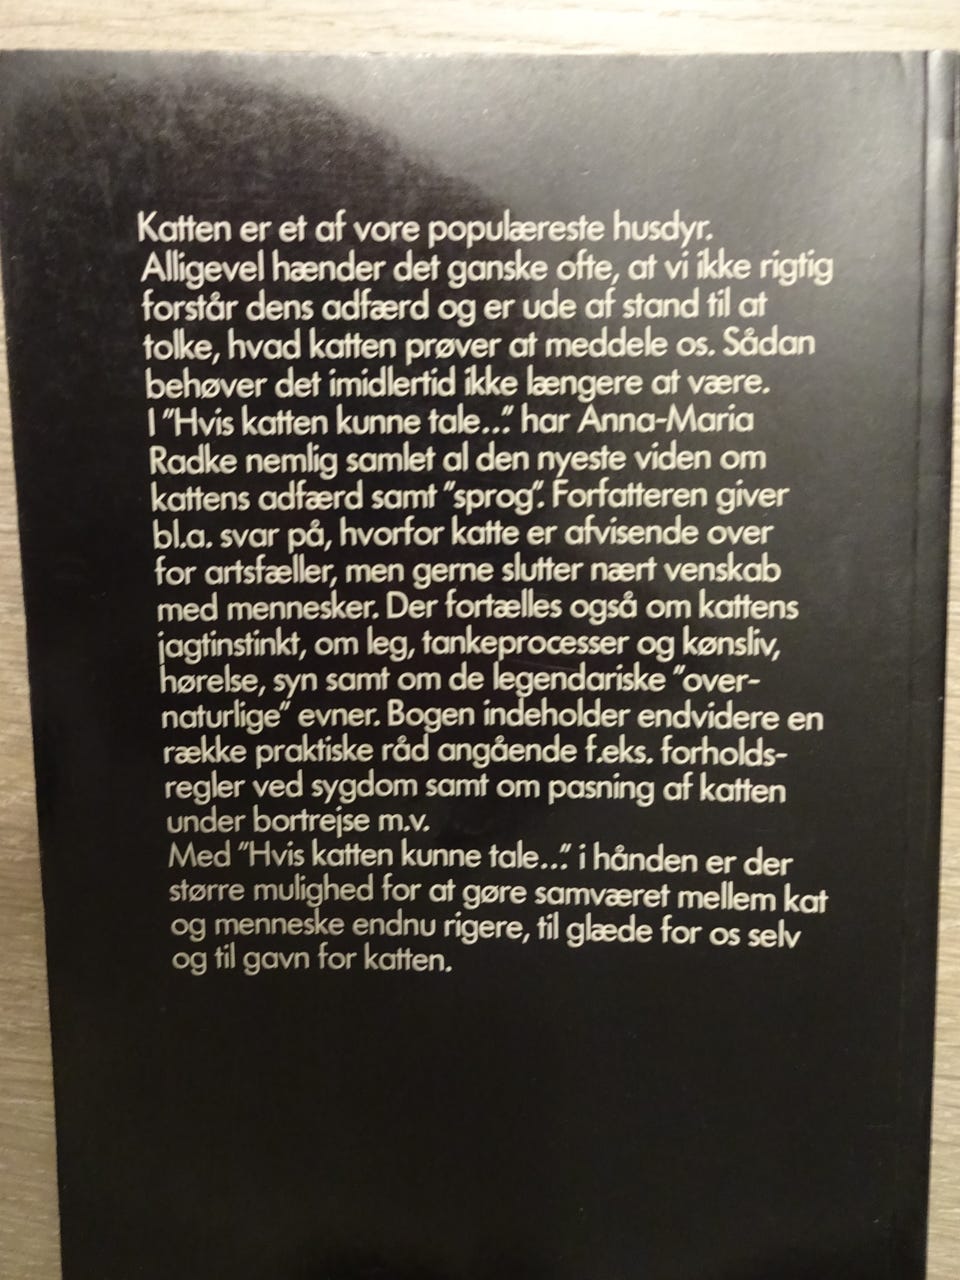 Katten er et af vore populæreste husdyr.
Alligevel hænder det ganske ofte, at vi ikke rigtig
forstår dens adfærd og er ude af stand til at
tolke, hvad katten prøver at meddele os. Sådan
behøver det imidlertid ikke længere at være.
I "Hvis katten kunne tale..." har Anna-Maria
Radke nemlig samlet al den nyeste viden om
kattens adfærd samt "sprog". Forfatteren giver
bl.a. svar på, hvorfor katte er afvisende over
for artsfæller, men gerne slutter nært venskab
med mennesker. Der fortælles også om kattens
jagtinstinkt, om leg, tankeprocesser og kønsliv,
hørelse, syn samt om de legendariske "over-
naturlige" evner. Bogen indeholder endvidere en
række praktiske råd angående f.eks. forholds-
regler ved sygdom samt om pasning af katten
under bortrejse m.v.
Med "Hvis katten kunne tale..." i hånden er der
større mulighed for at gøre samværet mellem kat
og menneske endnu rigere, til glæde for os selv
og til gavn for katten.